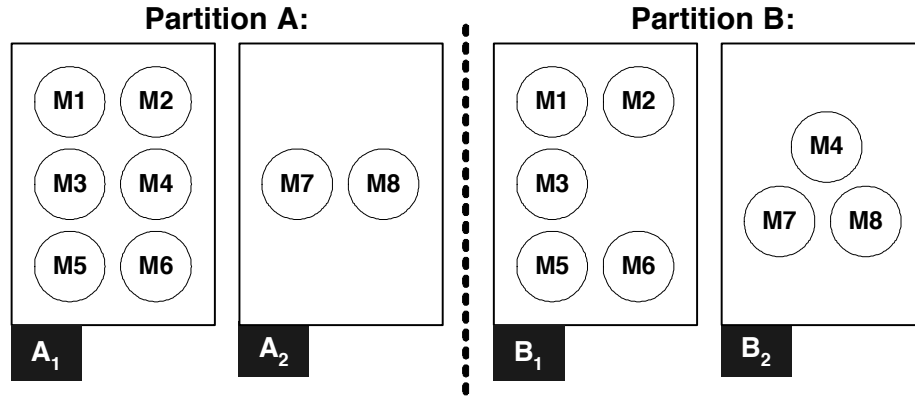 Partition A:
M1 M2
M3 M4
M5 M6
A1
M7 M8
A2
Partition B:
M1 M2
M3
M5 M6
B1
M4
M7 M8
B2